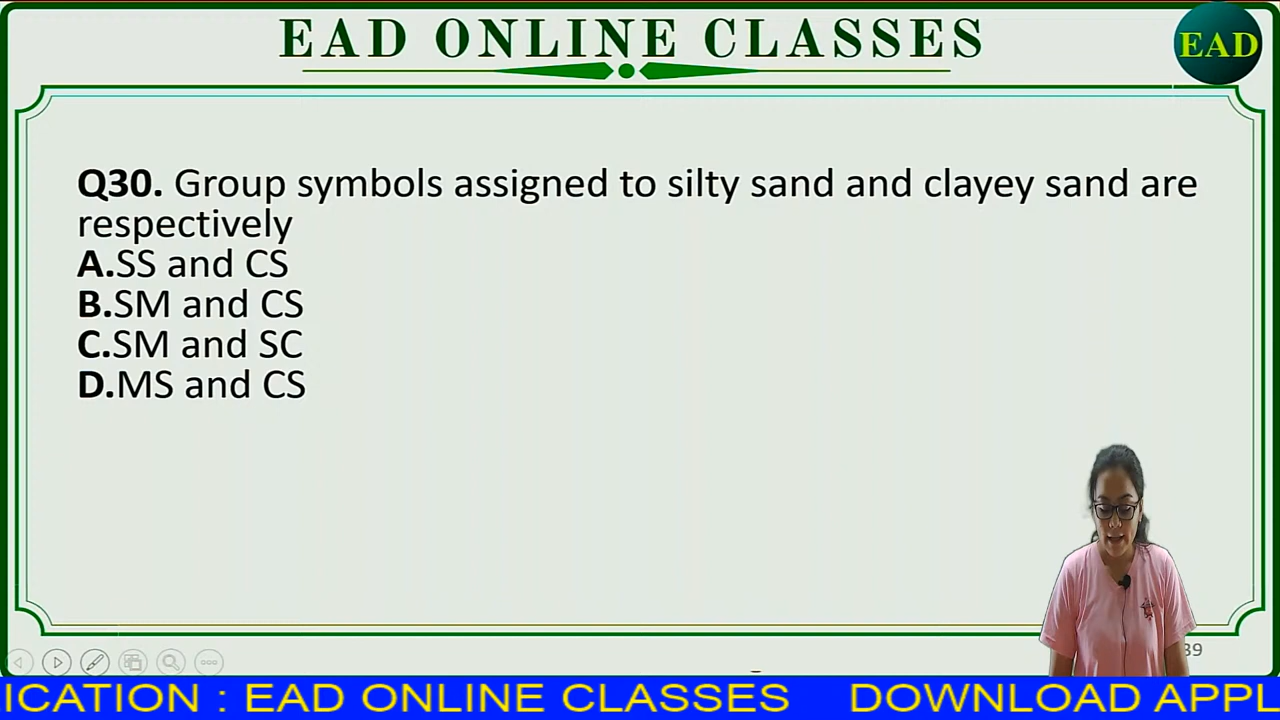 EAD ONLINE CLASSES
EAD
Q30. Group symbols assigned to silty sand and clayey sand are
respectively
A.SS and CS
B.SM and CS
C.SM and SC
D.MS and CS
39
ICATION : EAD ONLINE CLASSES DOWNLOAD APPL